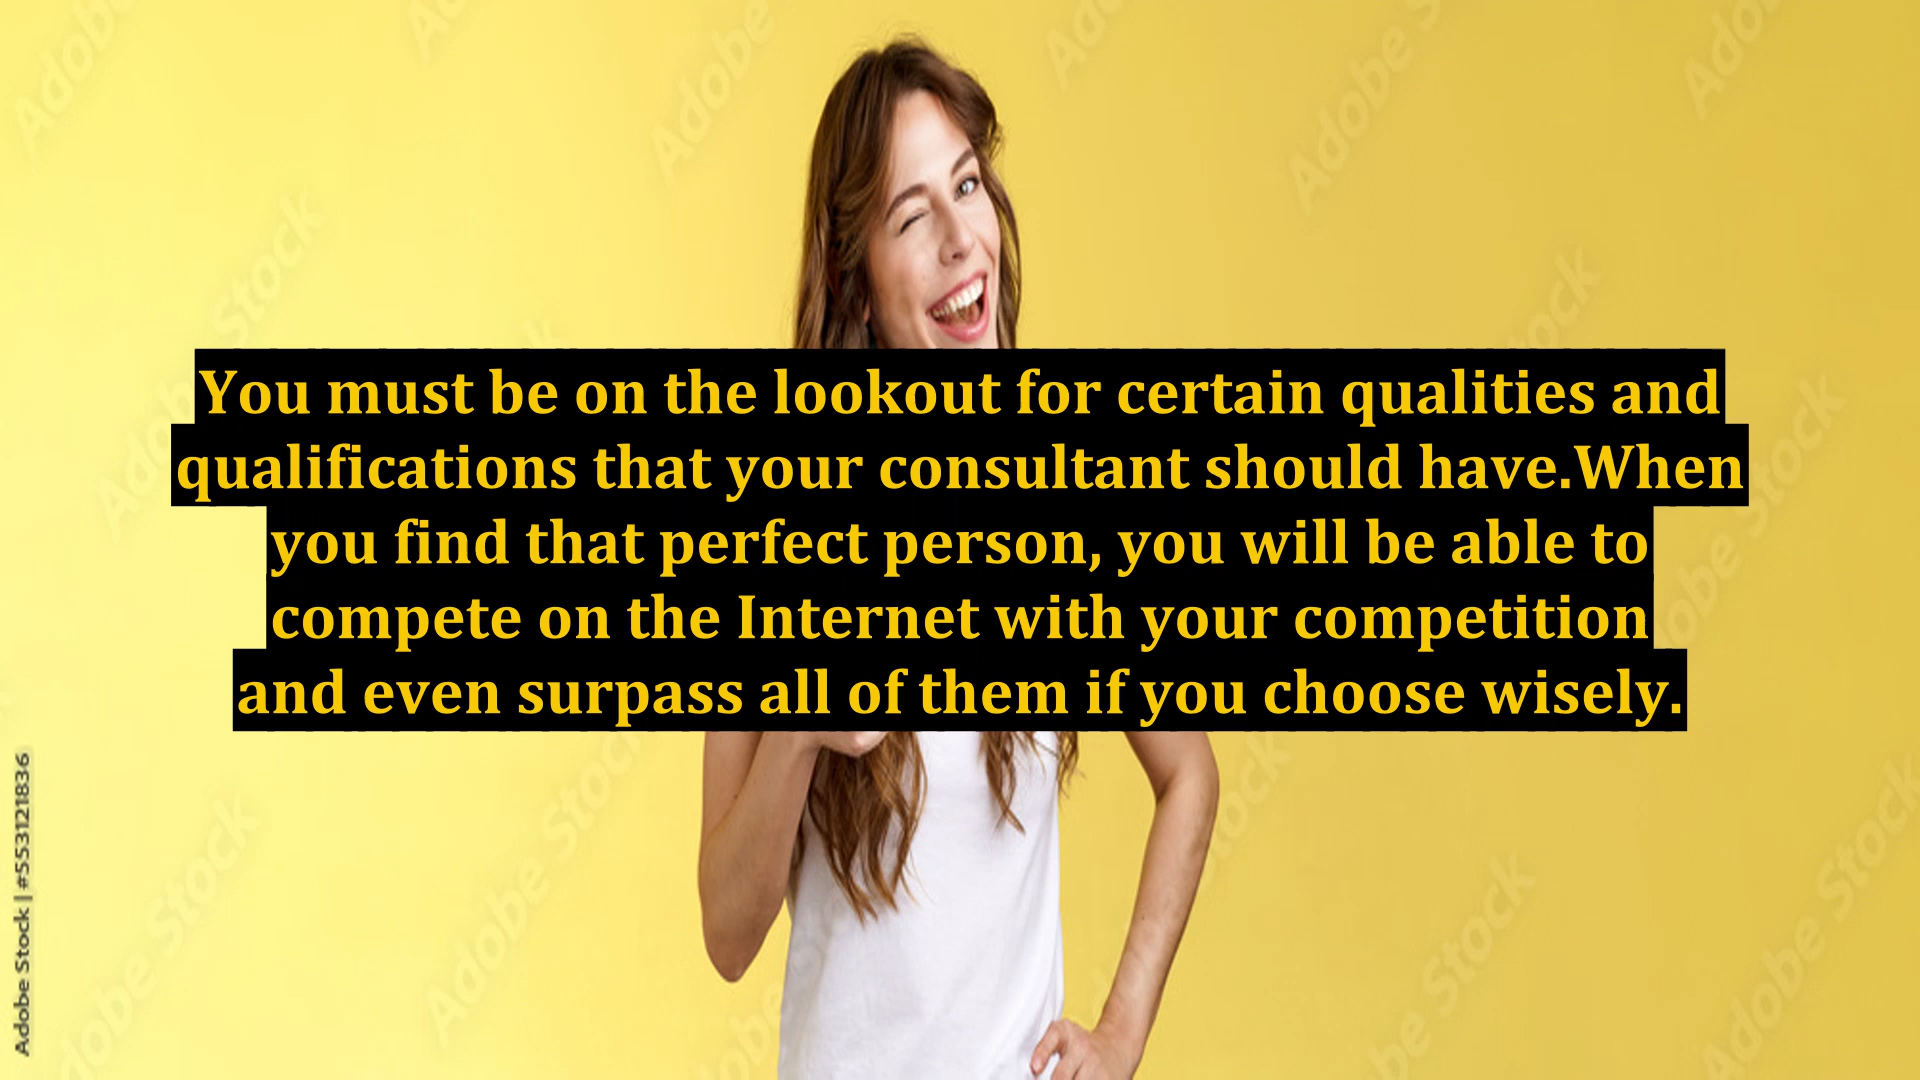 You must be on the lookout for certain qualities and
qualifications that your consultant should have.When
you find that perfect person, you will be able to
compete on the Internet with your competition
and even surpass all of them if you choose wisely.
Adobe Stock | #553121836
Adobe Stock